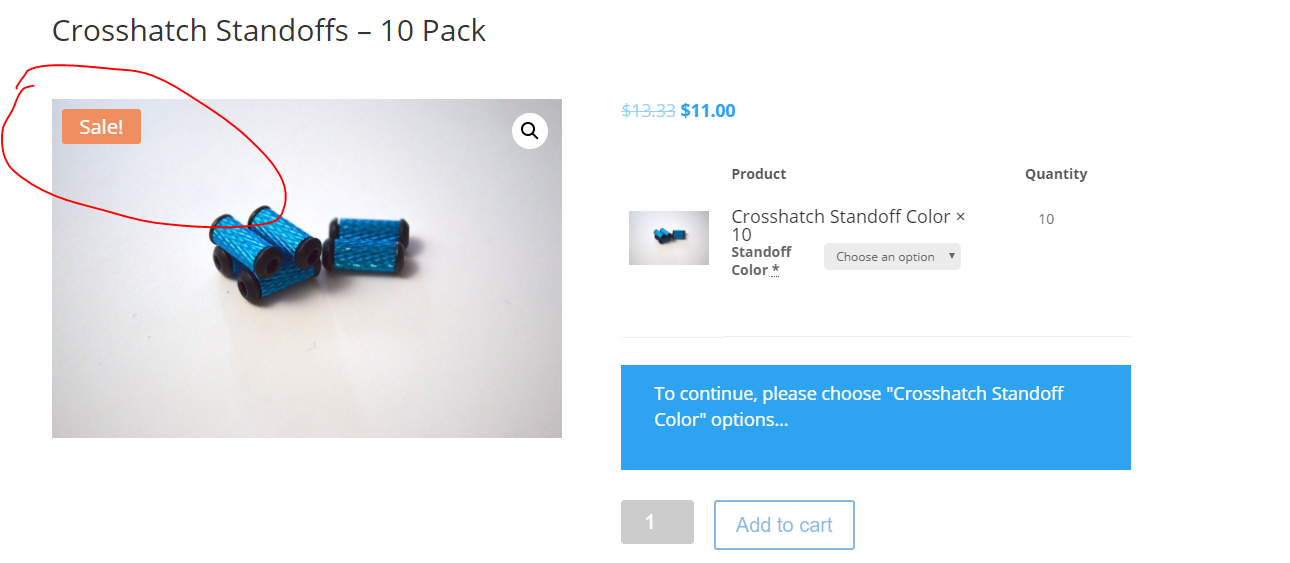 Crosshatch Standoffs – 10 Pack
Sale!
$13.33 $11.00
Product Quantity
Crosshatch Standoff Color ×
10
10
Standoff
Color *
Choose an option
To continue, please choose "Crosshatch Standoff
Color" options...
1
Add to cart